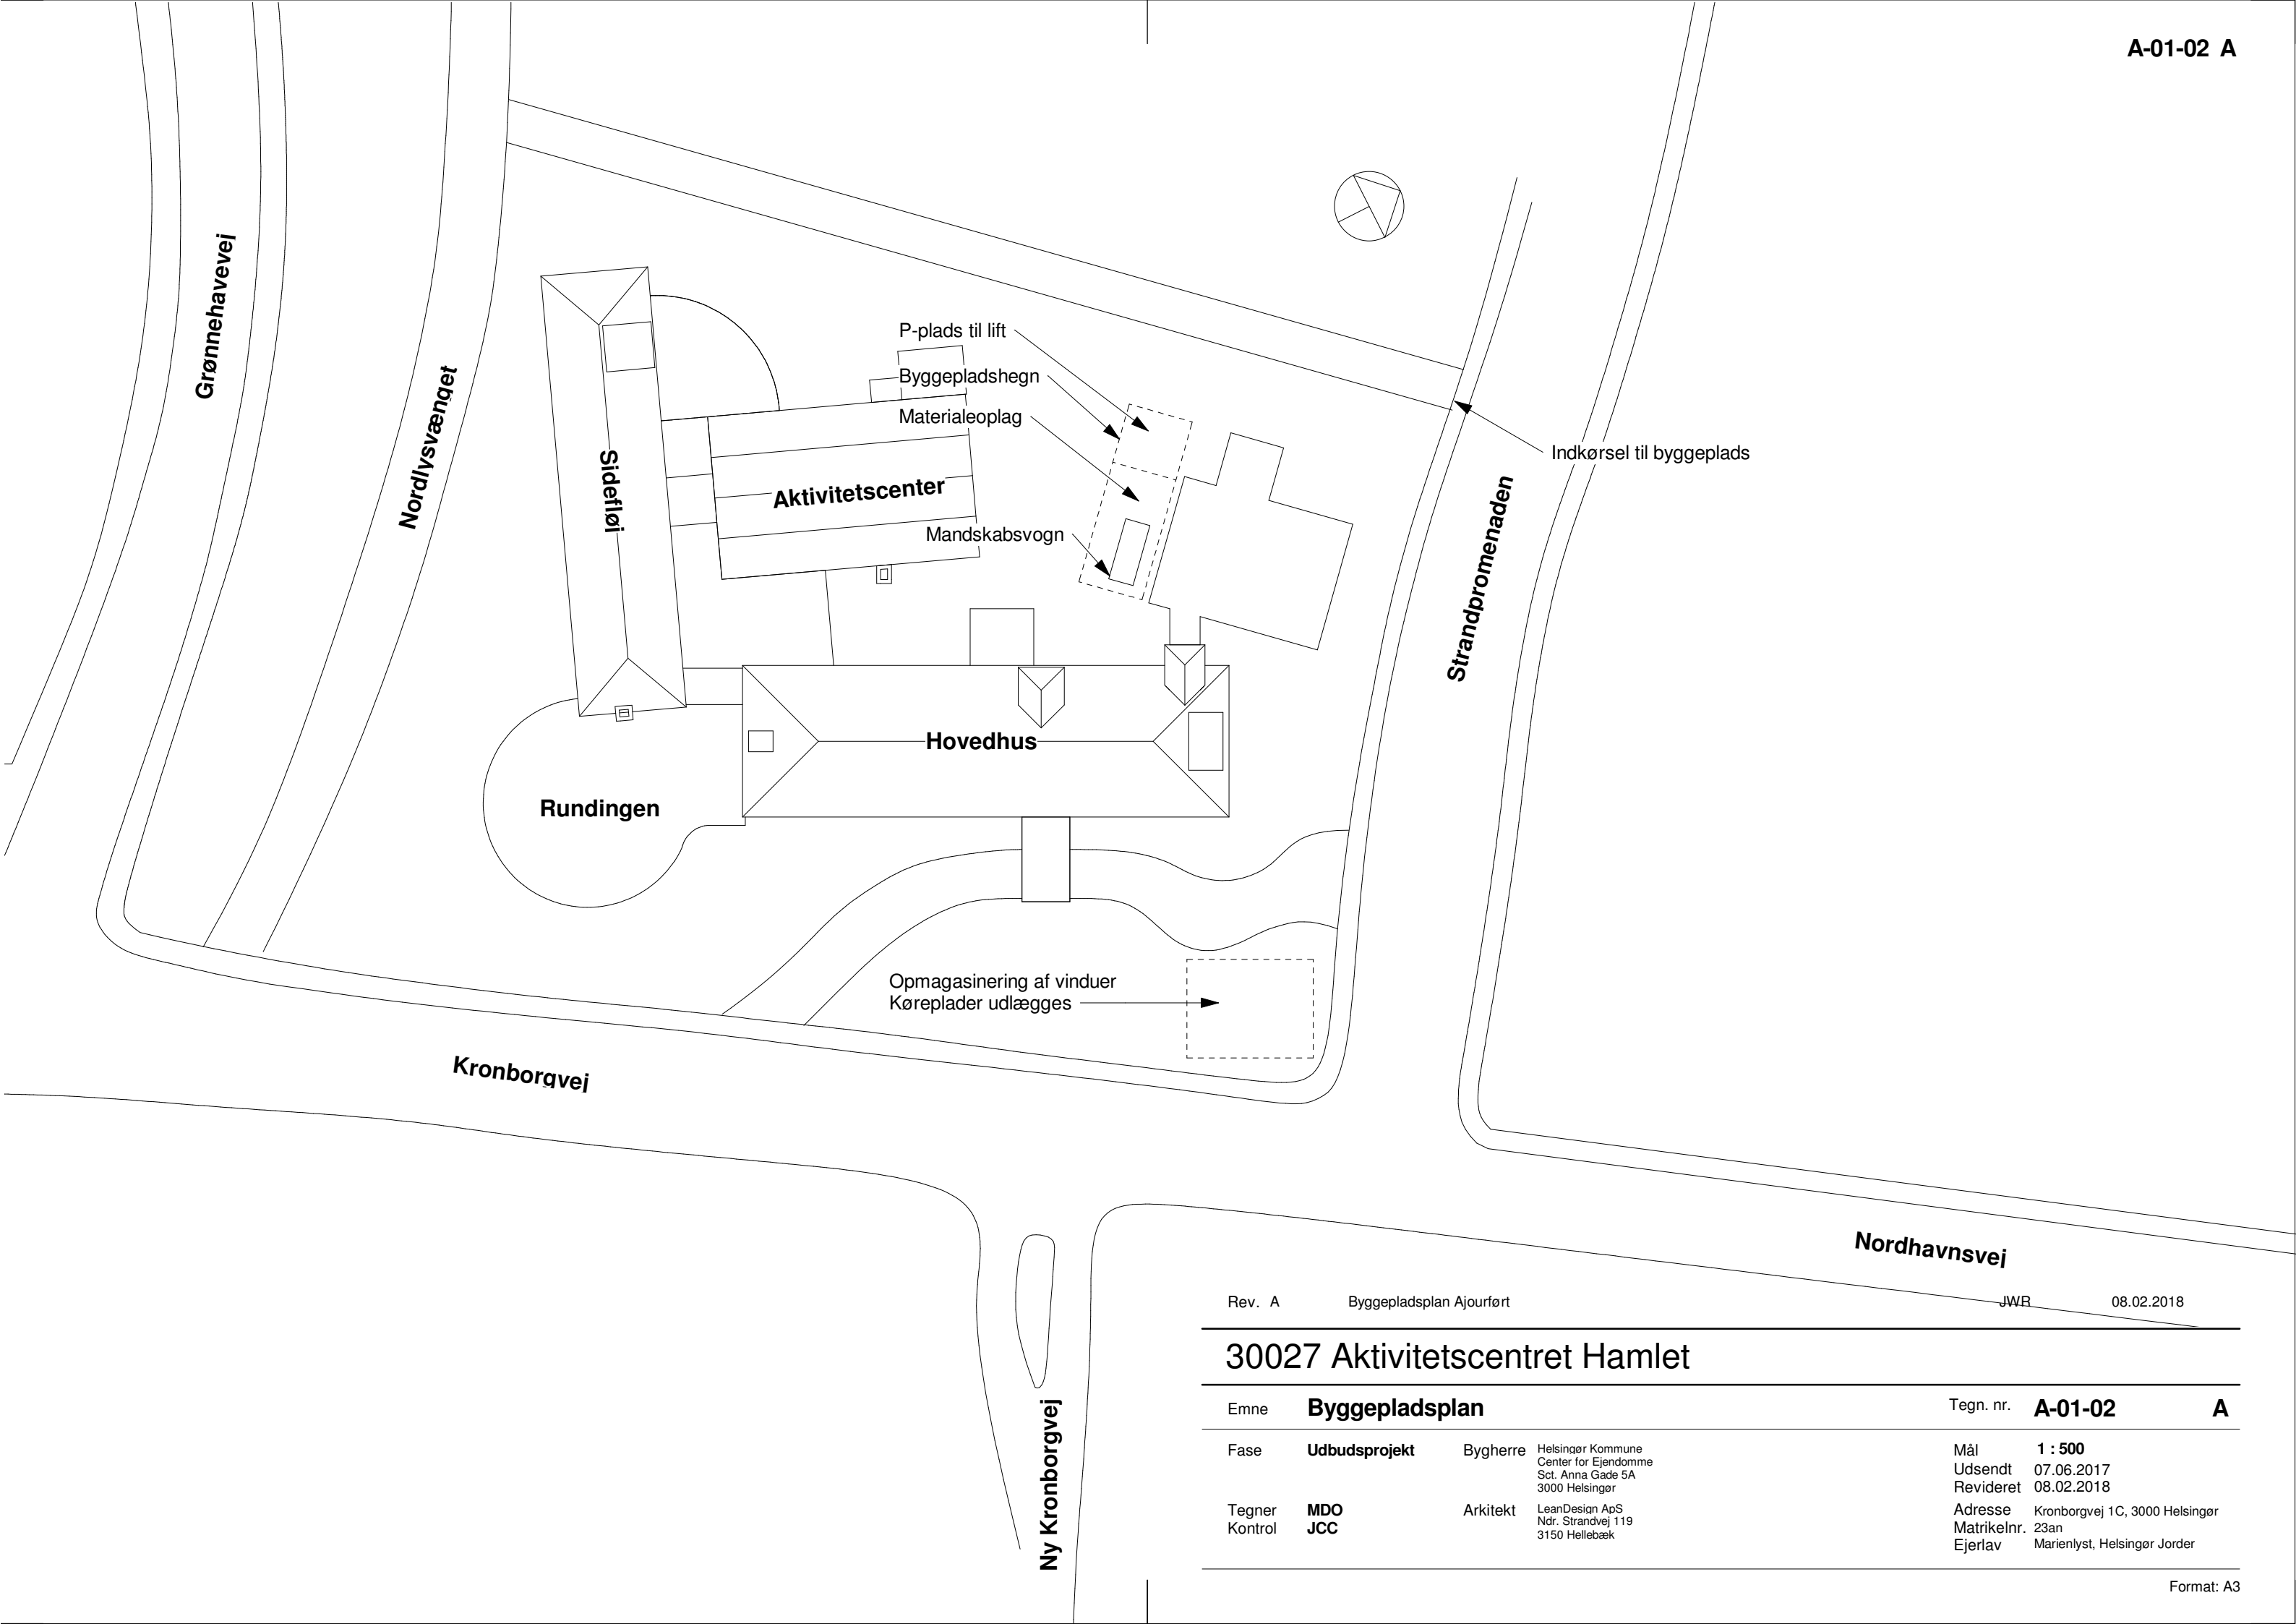 A-01-02 A
Grønnehavevej
Nordlysvænget
P-plads til lift
Byggepladshegn
Materialeoplag
Indkørsel til byggeplads
Sidefløj
Aktivitetscenter
Mandskabsvogn
Strandpromenaden
Hovedhus
Rundingen
Opmagasinering af vinduer
Køreplader udlægges
Kronborgvej
Nordhavnsvej
Ny Kronborgvej
Rev. A Byggepladsplan Ajourført JWR 08.02.2018
30027 Aktivitetscentret Hamlet
Emne Byggepladsplan Tegn. nr. A-01-02 A
Fase Udbudsprojekt
Bygherre Helsingør Kommune
Center for Ejendomme
Sct. Anna Gade 5A
3000 Helsingør
Mål 1 : 500
Udsendt 07.06.2017
Revideret 08.02.2018
Tegner MDO
Kontrol JCC
Arkitekt LeanDesign ApS
Ndr. Strandvej 119
3150 Hellebæk
Adresse Kronborgvej 1C, 3000 Helsingør
Matrikelnr. 23an
Ejerlav Marienlyst, Helsingør Jorder
Format: A3